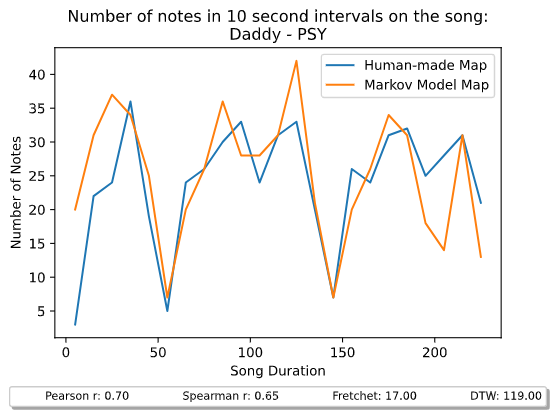 Number of notes in 10 second intervals on the song:
Daddy - PSY
Human-made Map
Markov Model Map
40
35
30
25
20
15
10
5
Number of Notes
0 50 100 150 200
Song Duration
Pearson r: 0.70 Spearman r: 0.65 Fretchet: 17.00 DTW: 119.00